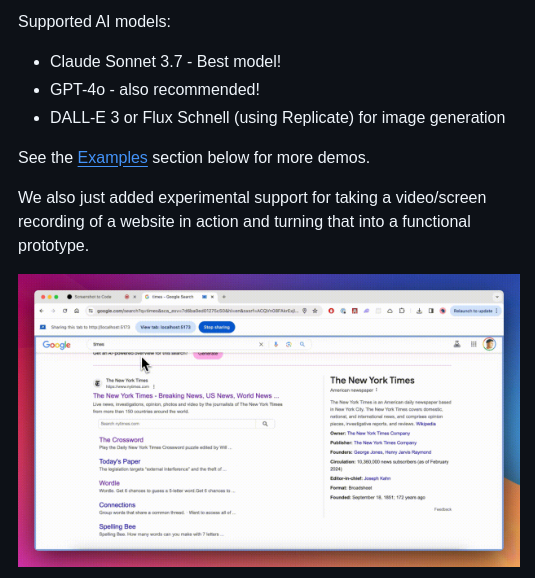 Supported AI models:
Claude Sonnet 3.7 - Best model!
GPT-4o - also recommended!
DALL-E 3 or Flux Schnell (using Replicate) for image generation
See the Examples section below for more demos.
We also just added experimental support for taking a video/screen
recording of a website in action and turning that into a functional
prototype.
Screenshot to Code
times - Google Search
Relaunch to update
Sharing this tab to http://localhost:5173
View tab: localhost:5173
Stop sharing
Google
times
Get an AI-powered overview for this search?
Generate
The New York Times
https://www.nytimes.com
The New York Times - Breaking News, US News, World News ...
Live news, investigations, opinion, photos and video by the journalists of The New York Times
from more than 150 countries around the world.
Search nytimes.com
The Crossword
Play the Daily New York Times Crossword puzzle edited by Will ...
Today's Paper
The legislation targets "external interference" and the theft of ...
Wordle
Wordle. Get 6 chances to guess a 5-letter word Get 6 chances to ...
Connections
Group words that share a common thread. · Want to access all of ...
Spelling Bee
Spelling Bee. How many words can you make with 7 letters ...
The New York Times
American newspaper
The New York Times is an American daily newspaper based
in New York City. The New York Times covers domestic,
national, and international news, and comprises opinion
pieces, investigative reports, and reviews. Wikipedia
Owner: The New York Times Company
Publisher: The New York Times Company
Founders: George Jones, Henry Jarvis Raymond
Circulation: 10,360,000 news subscribers (as of February
2024)
Editor-in-chief: Joseph Kahn
Format: Broadsheet
Founded: September 18, 1851; 172 years ago
Feedback